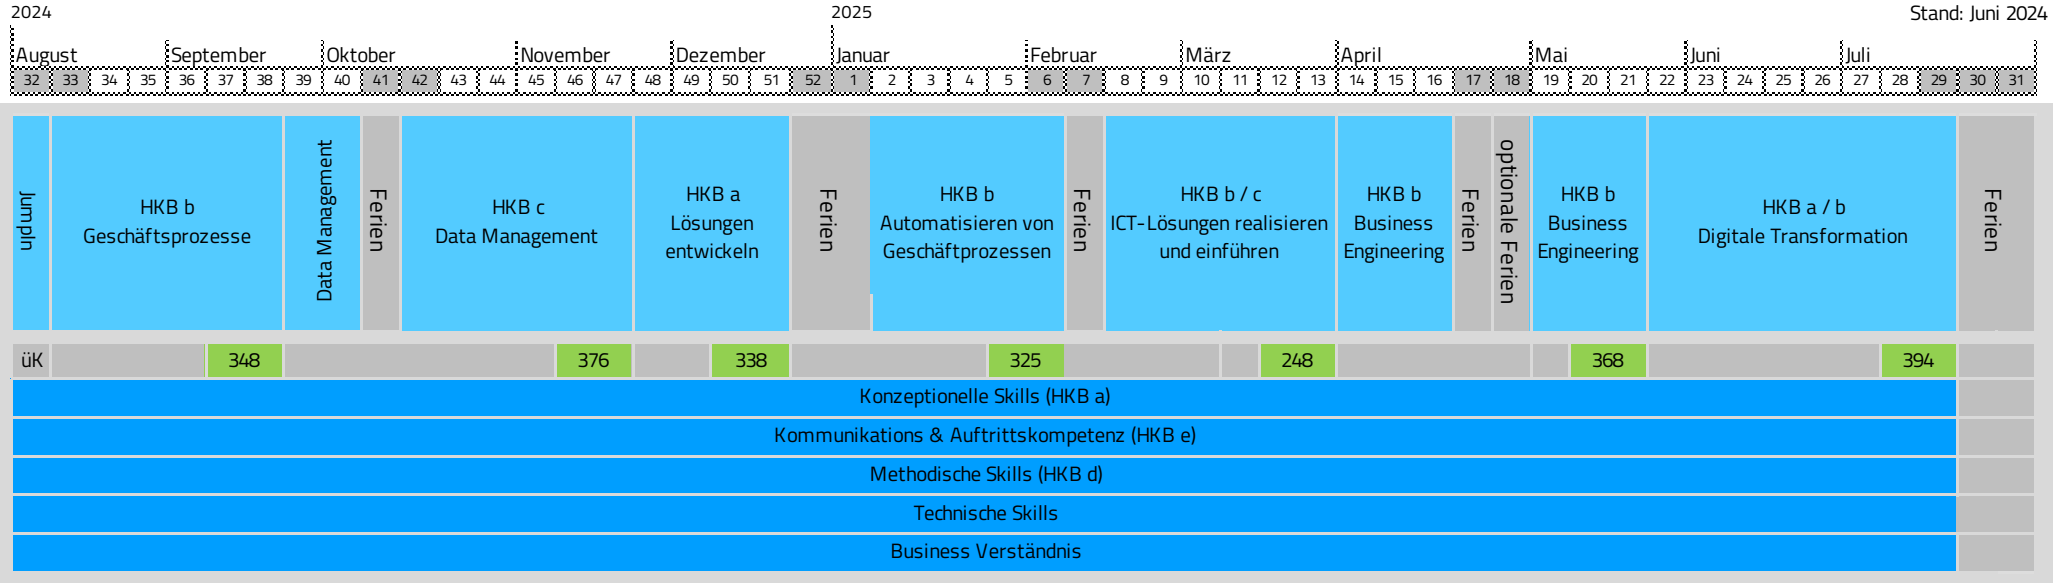 2024 2025 Stand: Juni 2024
August September Oktober November Dezember Januar Februar März April Mai Juni Juli
32 33 34 35 36 37 38 39 40 41 42 43 44 45 46 47 48 49 50 51 52 1 2 3 4 5 6 7 8 9 10 11 12 13 14 15 16 17 18 19 20 21 22 23 24 25 26 27 28 29 30 31
JumpIn
HKB b
Geschäftsprozesse
Data Management
Ferien
HKB c
Data Management
HKB a
Lösungen
entwickeln
Ferien
HKB b
Automatisieren von
Geschäftprozessen
Ferien
HKB b / c
ICT-Lösungen realisieren
und einführen
HKB b
Business
Engineering
Ferien
optionale Ferien
HKB b
Business
Engineering
HKB a / b
Digitale Transformation
Ferien
üK 348 376 338 325 248 368 394
Konzeptionelle Skills (HKB a)
Kommunikations & Auftrittskompetenz (HKB e)
Methodische Skills (HKB d)
Technische Skills
Business Verständnis